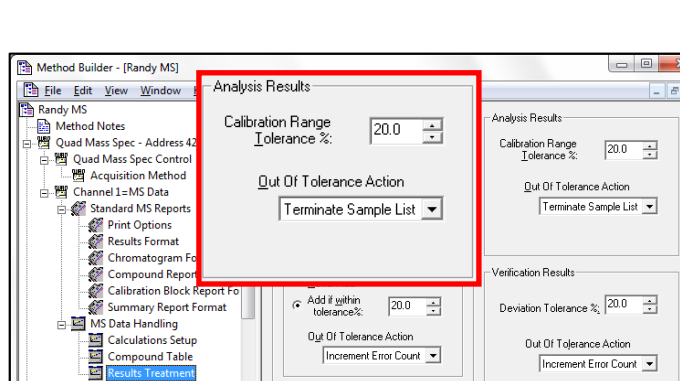 Method Builder - [Randy MS]
File Edit View Window
Randy MS
Method Notes
Quad Mass Spec - Address 42
Quad Mass Spec Control
Acquisition Method
Channel 1=MS Data
Standard MS Reports
Print Options
Results Format
Chromatogram Fo
Compound Report
Calibration Block Report Fo
Summary Report Format
MS Data Handling
Calculations Setup
Compound Table
Results Treatment
Analysis Results
Calibration Range
Tolerance %:
20.0
Out Of Tolerance Action
Terminate Sample List
Add if within
tolerance%:
20.0
Out Of Tolerance Action
Increment Error Count
Analysis Results
Calibration Range
Tolerance %:
20.0
Out Of Tolerance Action
Terminate Sample List
Verification Results
Deviation Tolerance %:
20.0
Out Of Tolerance Action
Increment Error Count